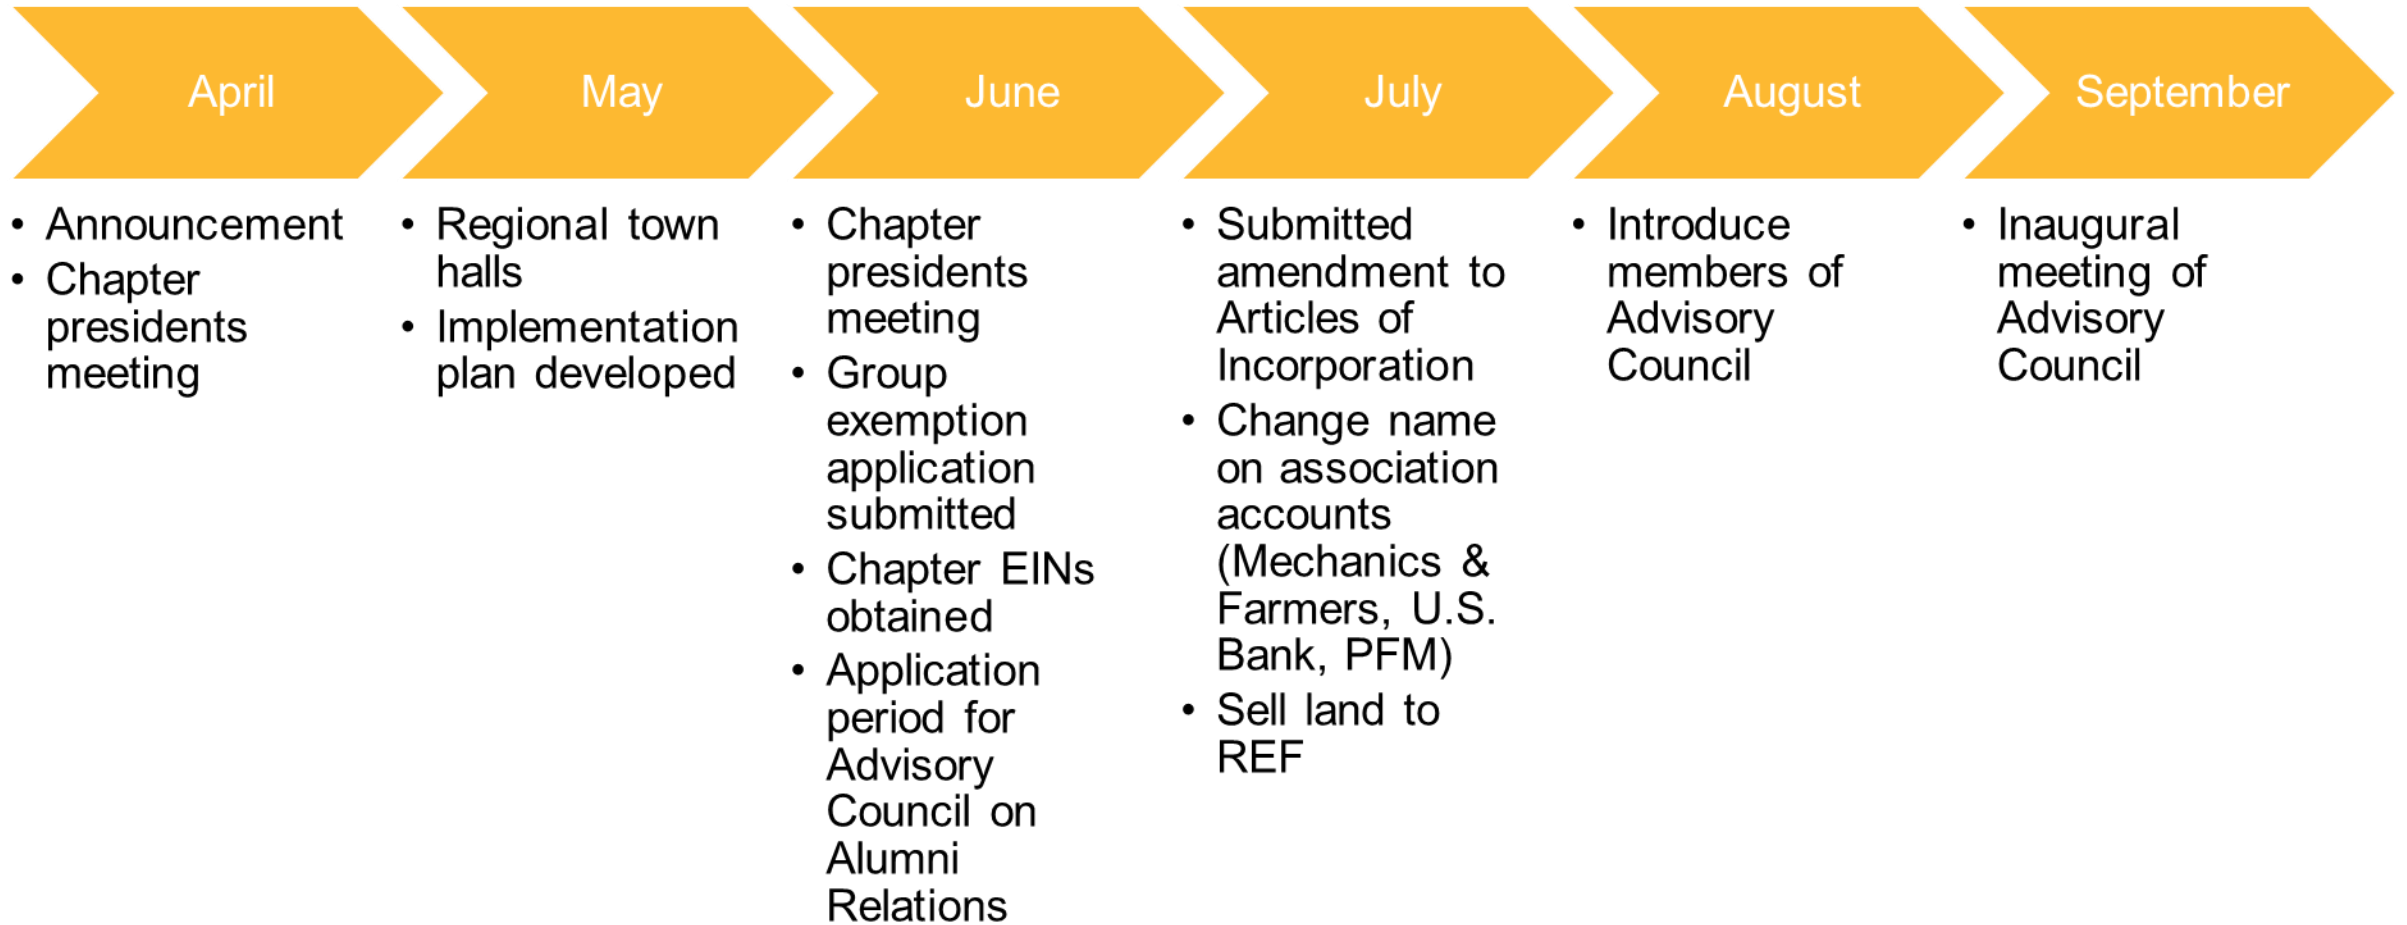 April
May
June
July
August
September
• Announcement
• Chapter
presidents
meeting
• Regional town
halls
• Implementation
plan developed
• Chapter
presidents
meeting
• Group
exemption
application
submitted
• Chapter EINs
obtained
• Application
period for
Advisory
Council on
Alumni
Relations
• Submitted
amendment to
Articles of
Incorporation
• Change name
on association
accounts
(Mechanics &
Farmers, U.S.
Bank, PFM)
• Sell land to
REF
• Introduce
members of
Advisory
Council
• Inaugural
meeting of
Advisory
Council